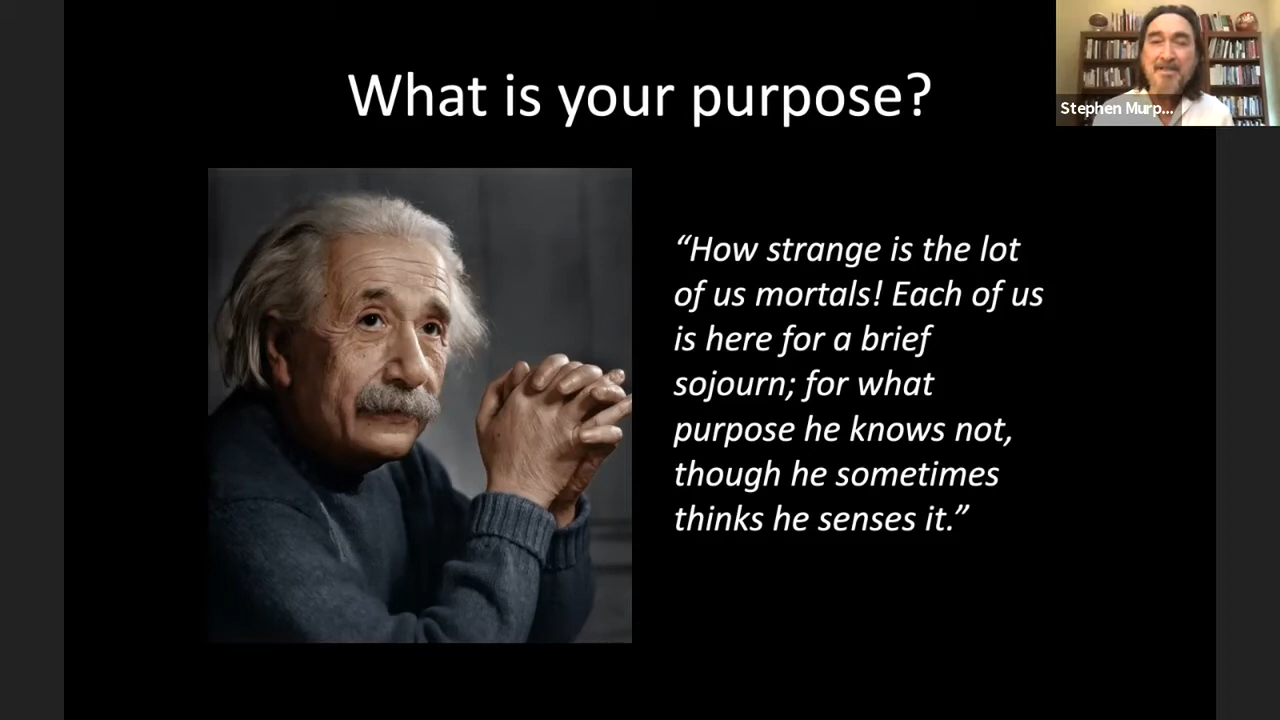 What is your purpose?
Stephen Murp...
“How strange is the lot
of us mortals! Each of us
is here for a brief
sojourn; for what
purpose he knows not,
though he sometimes
thinks he senses it.”